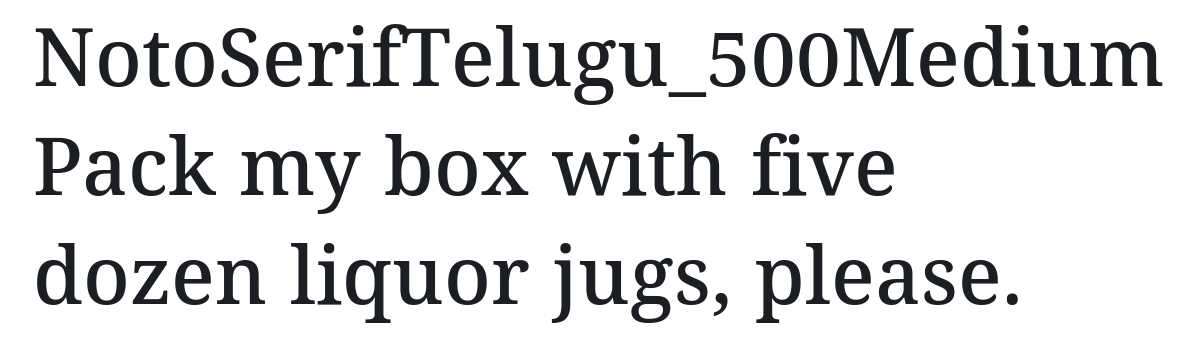 NotoSerifTelugu_500Medium
Pack my box with five
dozen liquor jugs, please.